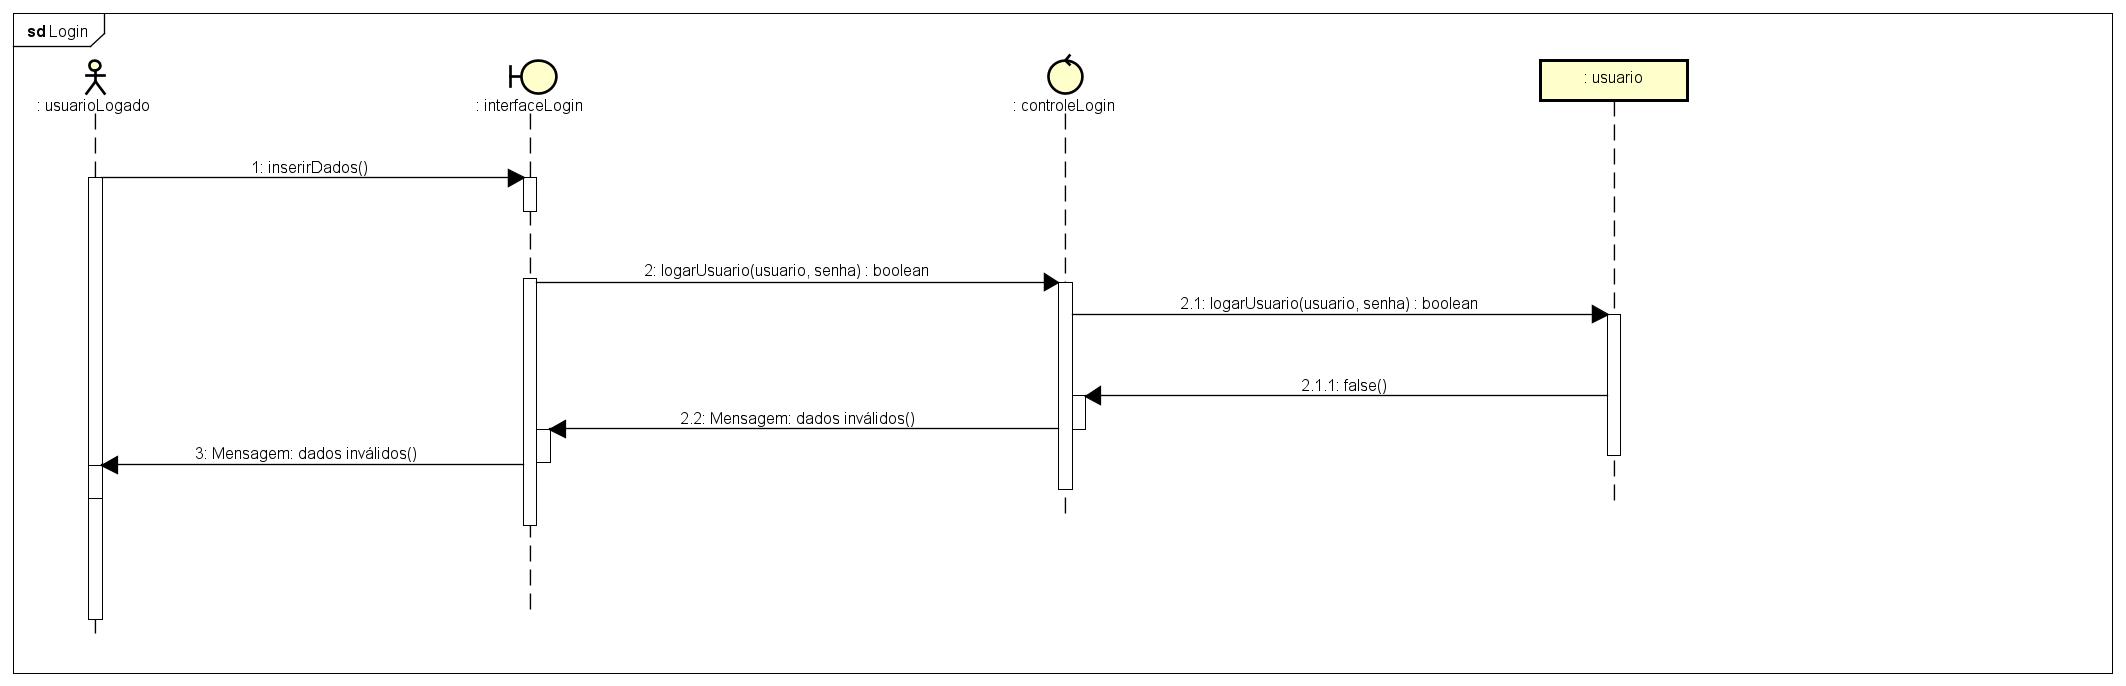 sd Login
: usuarioLogado
: interfaceLogin
: controleLogin
: usuario
1: inserirDados()
2: logarUsuario(usuario, senha) : boolean
2.1: logarUsuario(usuario, senha) : boolean
2.1.1: false()
2.2: Mensagem: dados inválidos()
3: Mensagem: dados inválidos()